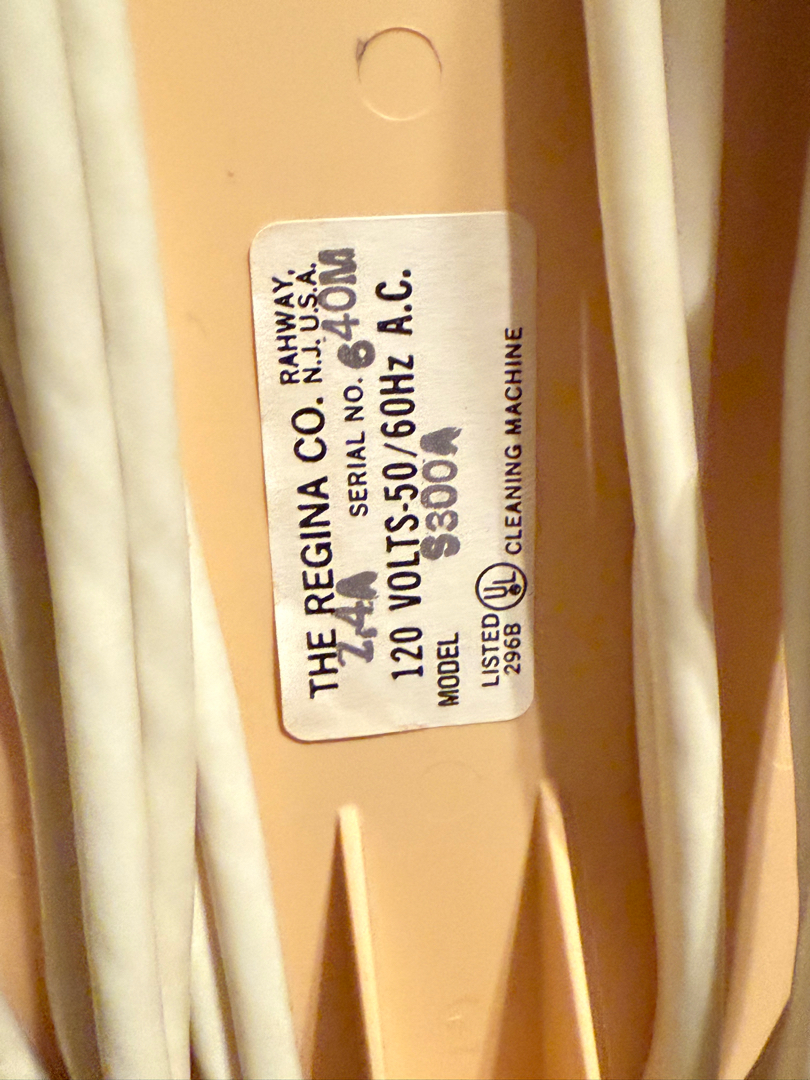 THE REGINA CO. RAHWAY, N.J. U.S.A.
2.4A SERIAL NO. 640M
120 VOLTS-50/60Hz A.C.
MODEL S300A
LISTED UL CLEANING MACHINE
296B